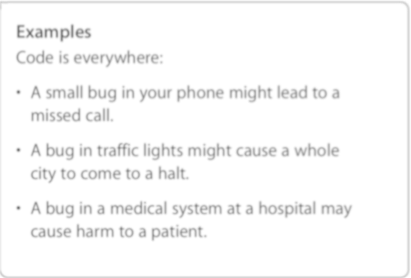 Examples
Code is everywhere:
• A small bug in your phone might lead to a
missed call.
• A bug in traffic lights might cause a whole
city to come to a halt.
• A bug in a medical system at a hospital may
cause harm to a patient.